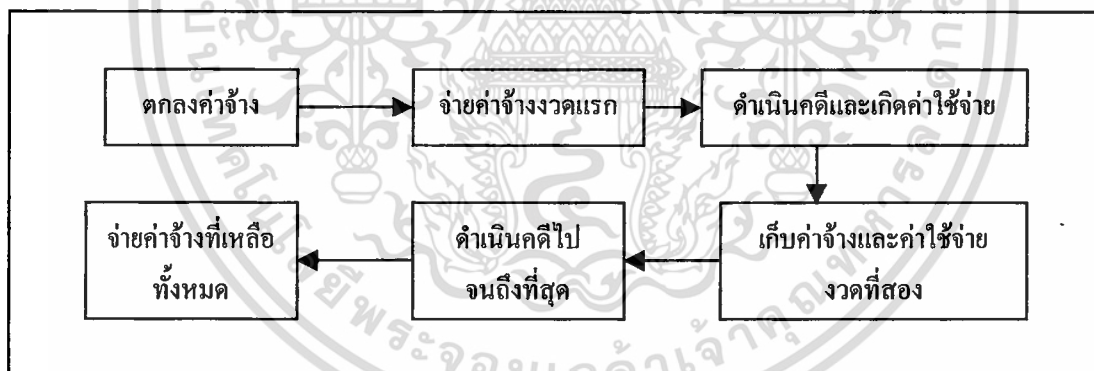 ตกลงค่าจ้าง
จ่ายค่าจ้างงวดแรก
ดำเนินคดีและเกิดค่าใช้จ่าย
เก็บค่าจ้างและค่าใช้จ่าย
งวดที่สอง
ดำเนินคดีไป
จนถึงที่สุด
จ่ายค่าจ้างที่เหลือ
ทั้งหมด